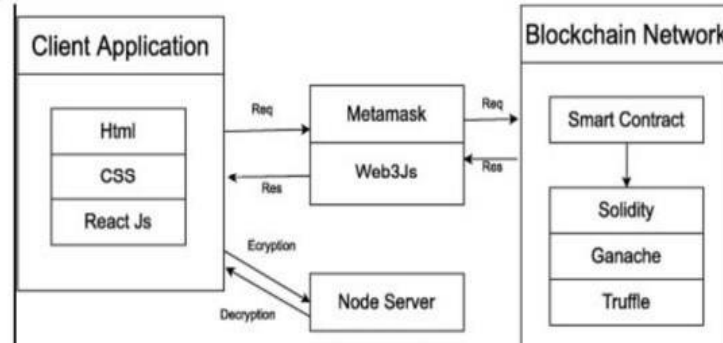 Client Application
Html
CSS
React Js
Req
Res
Metamask
Web3Js
Req
Res
Ecryption
Decryption
Node Server
Blockchain Network
Smart Contract
Solidity
Ganache
Truffle